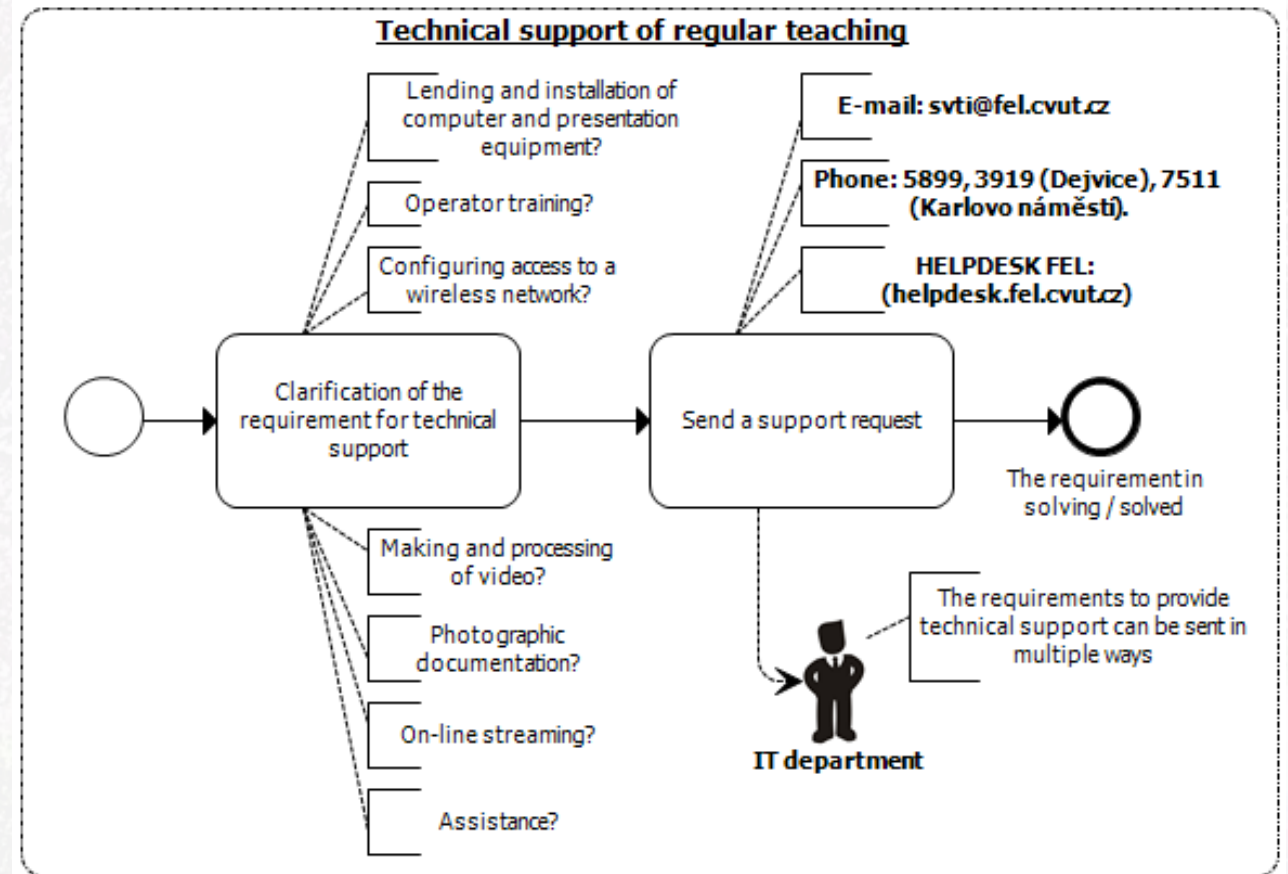 Technical support of regular teaching
Lending and installation of
computer and presentation
equipment?
Operator training?
Configuring access to a
wireless network?
E-mail: svti@fel.cvut.cz
Phone: 5899, 3919 (Dejvice), 7511
(Karlovo náměstí).
HELPDESK FEL:
(helpdesk.fel.cvut.cz)
Clarification of the
requirement for technical
support
Send a support request
The requirement in
solving / solved
Making and processing
of video?
Photographic
documentation?
On-line streaming?
Assistance?
The requirements to provide
technical support can be sent in
multiple ways
IT department